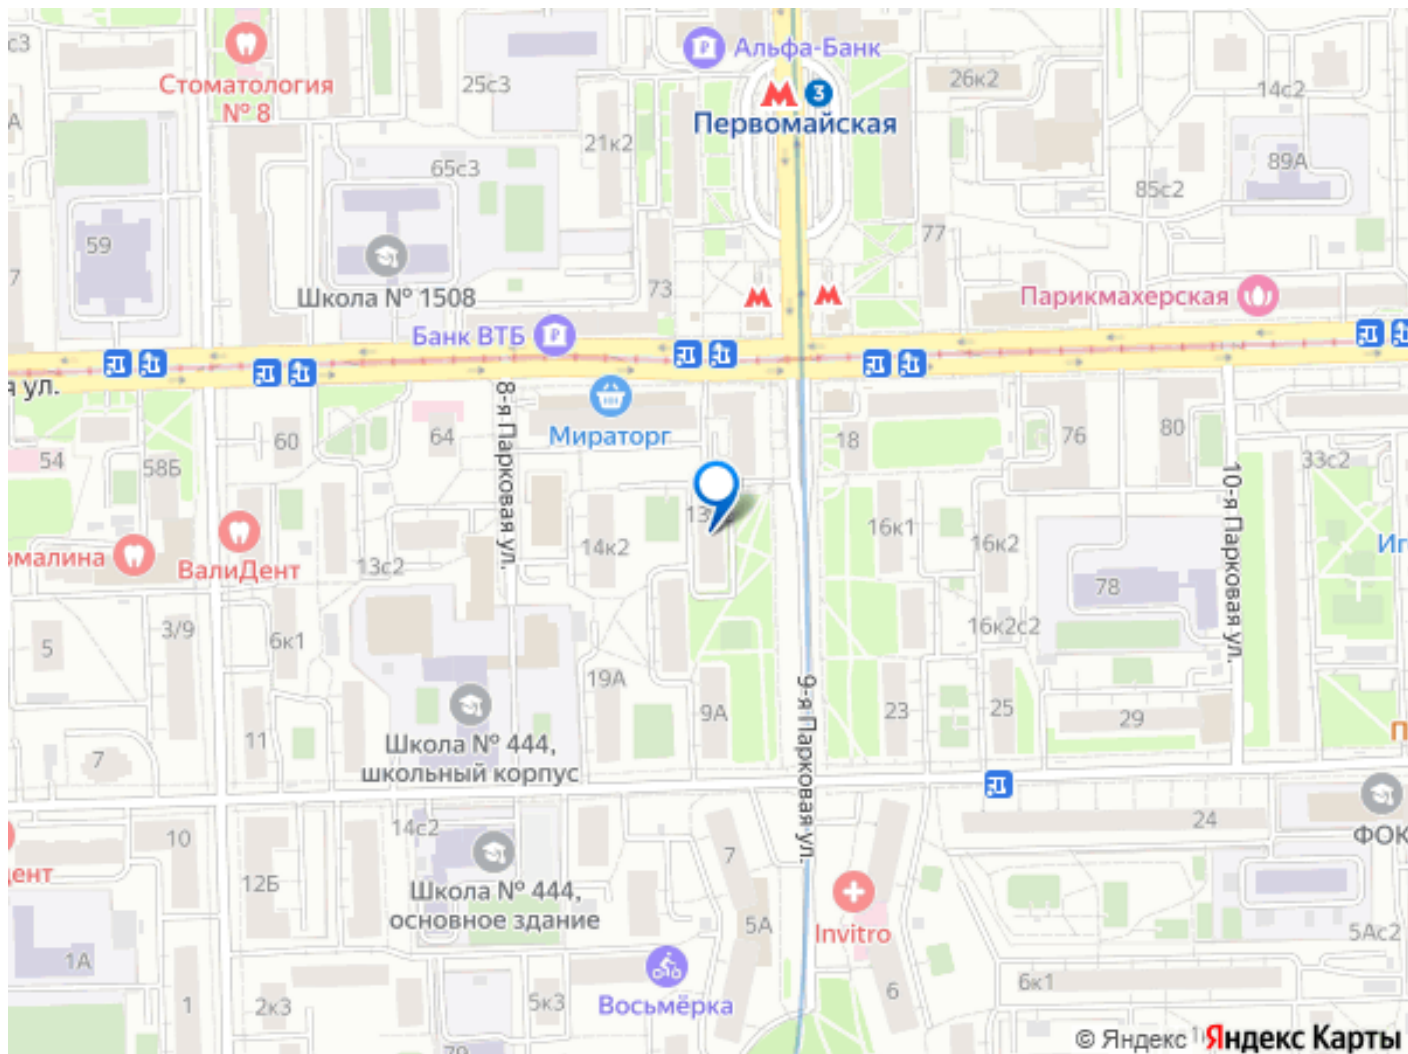 с3
Стоматология
№ 8
25с3
Альфа-Банк
3
Первомайская
26к2
14с2
А
65с3
21к2
89А
85с2
59
77
7
Школа № 1508
73
Парикмахерская
Банк ВТБ
я ул.
8-я Парковая ул.
Мираторг
60
64
18
76
80
54
58Б
33с2
10-я Парковая ул.
16к1
16к2
14к2
омалина
ВалиДент
13с2
Иг
78
3/9
6к1
5
16к2с2
19А
9А
9-я Парковая ул.
23
25
29
11
7
Школа № 444,
школьный корпус
П
10
14с2
7
24
ФОК
ент
12Б
Школа № 444,
основное здание
5А
Invitro
5Ас2
1А
1
2к3
5к3
Восьмёрка
6
6к1
© Яндекс
Яндекс Карты